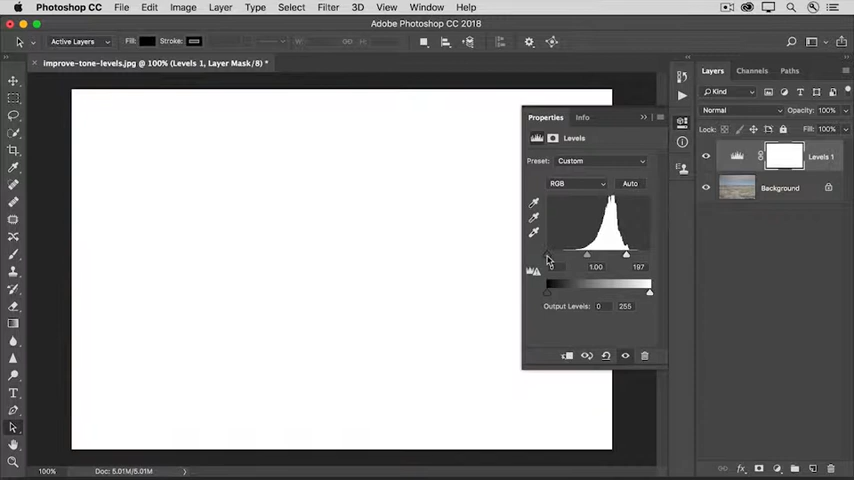 Photoshop CC File Edit Image Layer Type Select Filter 3D View Window Help
Adobe Photoshop CC 2018
Active Layers Fill: Stroke: W: H:
improve-tone-levels.jpg @ 100% (Levels 1, Layer Mask/8) *
Layers Channels Paths
Kind
Normal Opacity: 100%
Lock: Fill: 100%
Levels 1
Background
Properties Info
Levels
Preset: Custom
RGB Auto
0 1.00 197
Output Levels: 0 255
100% Doc: 5.01M/5.01M